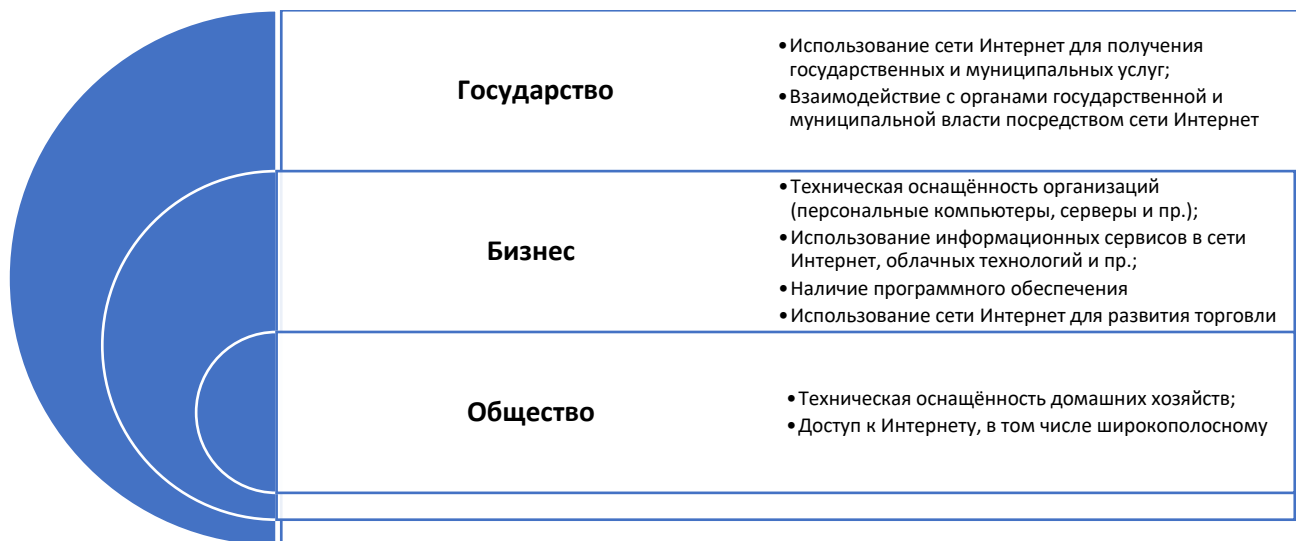 Государство
•Использование сети Интернет для получения
государственных и муниципальных услуг;
•Взаимодействие с органами государственной и
муниципальной власти посредством сети Интернет
Бизнес
•Техническая оснащённость организаций
(персональные компьютеры, серверы и пр.);
•Использование информационных сервисов в сети
Интернет, облачных технологий и пр.;
•Наличие программного обеспечения
•Использование сети Интернет для развития торговли
Общество
•Техническая оснащённость домашних хозяйств;
•Доступ к Интернету, в том числе широкополосному